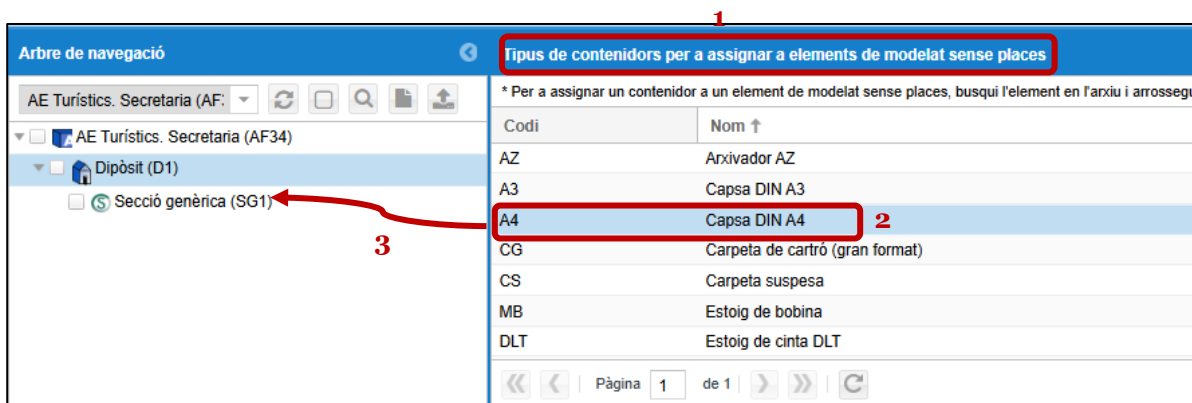 1
Arbre de navegació
Tipus de contenidors per a assignar a elements de modelat sense places
AE Turístics. Secretaria (AF:
* Per a assignar un contenidor a un element de modelat sense places, busqui l'element en l'arxiu i arrossegu
AE Turístics. Secretaria (AF34)
Dipòsit (D1)
Secció genèrica (SG1)
3
Codi Nom
AZ Arxivador AZ
A3 Capsa DIN A3
A4 Capsa DIN A4 2
CG Carpeta de cartró (gran format)
CS Carpeta suspesa
MB Estoig de bobina
DLT Estoig de cinta DLT
Pàgina 1 de 1